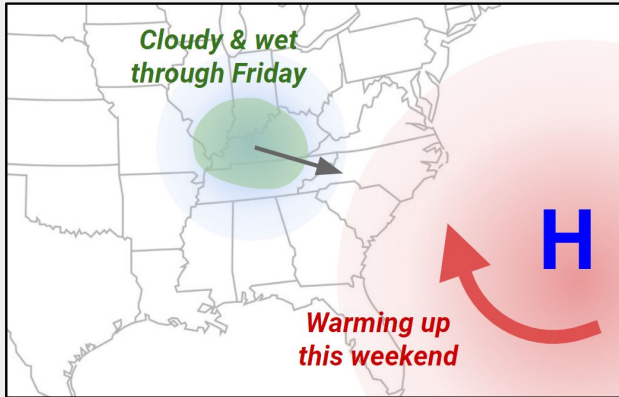 Cloudy & wet
through Friday
H
Warming up
this weekend